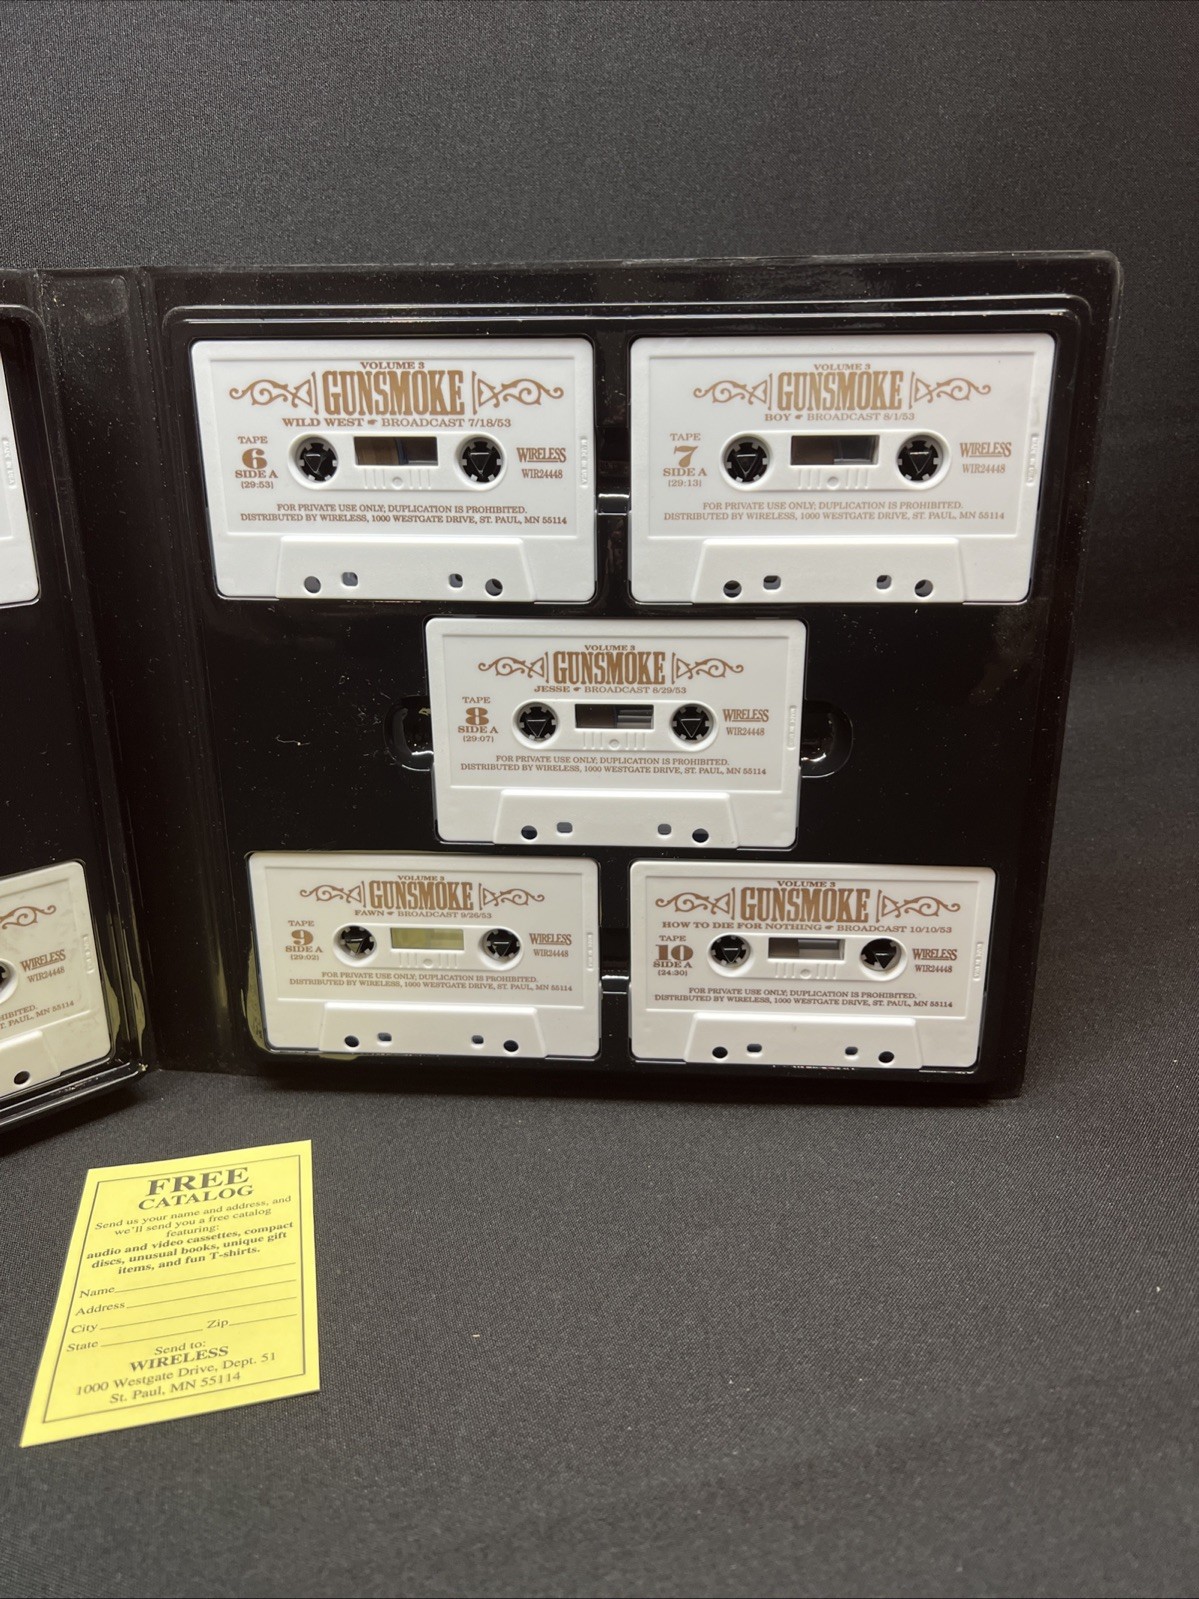 VOLUME 3
GUNSMOKE
WILD WEST ☛ BROADCAST 7/18/53
TAPE
6
SIDE A
(29:53)
WIRELESS
WIR24448
FOR PRIVATE USE ONLY; DUPLICATION IS PROHIBITED.
DISTRIBUTED BY WIRELESS, 1000 WESTGATE DRIVE, ST. PAUL, MN 55114
VOLUME 3
GUNSMOKE
BOY ☛ BROADCAST 8/1/53
TAPE
7
SIDE A
(29:13)
WIRELESS
WIR24448
FOR PRIVATE USE ONLY; DUPLICATION IS PROHIBITED.
DISTRIBUTED BY WIRELESS, 1000 WESTGATE DRIVE, ST. PAUL, MN 55114
VOLUME 3
GUNSMOKE
JESSE ☛ BROADCAST 8/29/53
TAPE
8
SIDE A
(29:07)
WIRELESS
WIR24448
FOR PRIVATE USE ONLY; DUPLICATION IS PROHIBITED.
DISTRIBUTED BY WIRELESS, 1000 WESTGATE DRIVE, ST. PAUL, MN 55114
VOLUME 3
GUNSMOKE
FAWN ☛ BROADCAST 9/26/53
TAPE
9
SIDE A
(29:02)
WIRELESS
WIR24448
FOR PRIVATE USE ONLY; DUPLICATION IS PROHIBITED.
DISTRIBUTED BY WIRELESS, 1000 WESTGATE DRIVE, ST. PAUL, MN 55114
VOLUME 3
GUNSMOKE
HOW TO DIE FOR NOTHING ☛ BROADCAST 10/10/53
TAPE
10
SIDE A
(24:30)
WIRELESS
WIR24448
FOR PRIVATE USE ONLY; DUPLICATION IS PROHIBITED.
DISTRIBUTED BY WIRELESS, 1000 WESTGATE DRIVE, ST. PAUL, MN 55114
WIRELESS
WIR24448
HIBITED.
T. PAUL, MN 55114
FREE
CATALOG
Send us your name and address, and
we'll send you a free catalog
featuring:
audio and video cassettes, compact
discs, unusual books, unique gift
items, and fun T-shirts.
Name
Address
City Zip
State
Send to:
WIRELESS
1000 Westgate Drive, Dept. 51
St. Paul, MN 55114